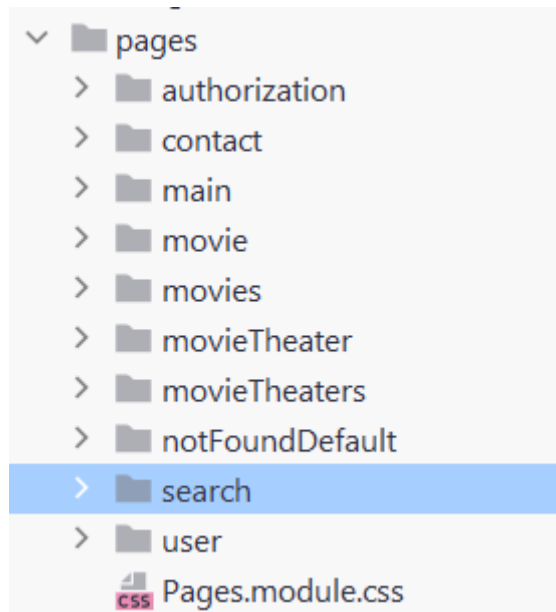 pages
authorization
contact
main
movie
movies
movieTheater
movieTheaters
notFoundDefault
search
user
CSS Pages.module.css